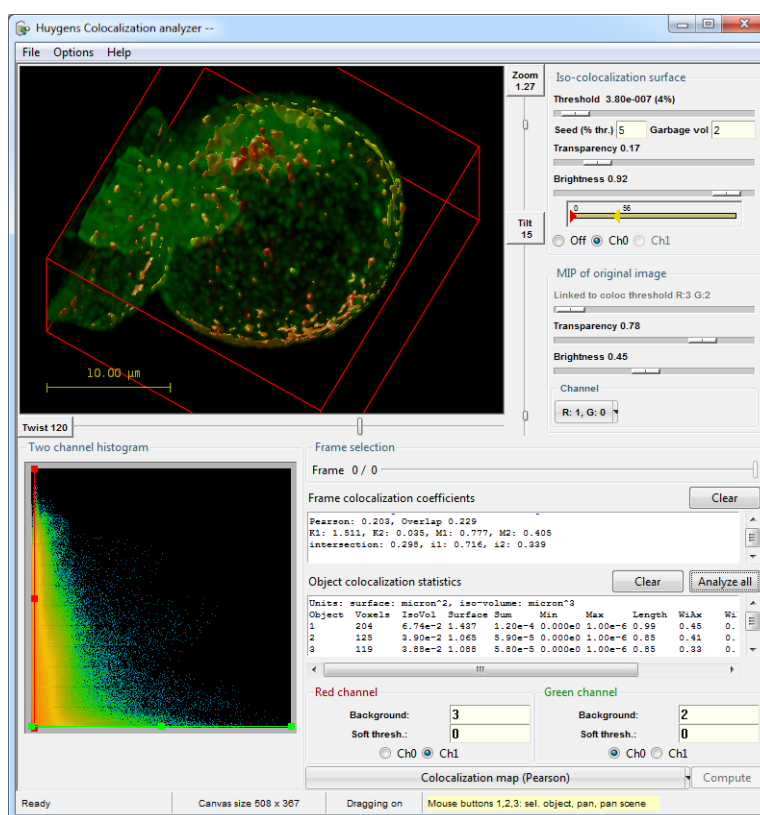 Huygens Colocalization analyzer --
File Options Help
Zoom
1.27
Tilt
15
10.00 µm
Twist 120
Iso-colocalization surface
Threshold 3.80e-007 (4%)
Seed (% thr.) 5 Garbage vol 2
Transparency 0.17
Brightness 0.92
0 56
Off Ch0 Ch1
MIP of original image
Linked to coloc threshold R:3 G:2
Transparency 0.78
Brightness 0.45
Channel
R: 1, G: 0
Two channel histogram
Frame selection
Frame 0 / 0
Frame colocalization coefficients Clear
Pearson: 0.203, Overlap 0.229
K1: 1.511, K2: 0.035, M1: 0.777, M2: 0.405
intersection: 0.298, i1: 0.716, i2: 0.339
Object colocalization statistics Clear Analyze all
Units: surface: micron^2, iso-volume: micron^3
Object Voxels IsoVol Surface Sum Min Max Length WiAx Wi
1 204 6.74e-2 1.437 1.20e-4 0.000e0 1.00e-6 0.99 0.45 0.
2 125 3.90e-2 1.065 5.90e-5 0.000e0 1.00e-6 0.85 0.41 0.
3 119 3.88e-2 1.088 5.80e-5 0.000e0 1.00e-6 0.85 0.33 0.
Red channel
Background: 3
Soft thresh.: 0
Ch0 Ch1
Green channel
Background: 2
Soft thresh.: 0
Ch0 Ch1
Colocalization map (Pearson) Compute
Ready Canvas size 508 x 367 Dragging on Mouse buttons 1,2,3: sel. object, pan, pan scene